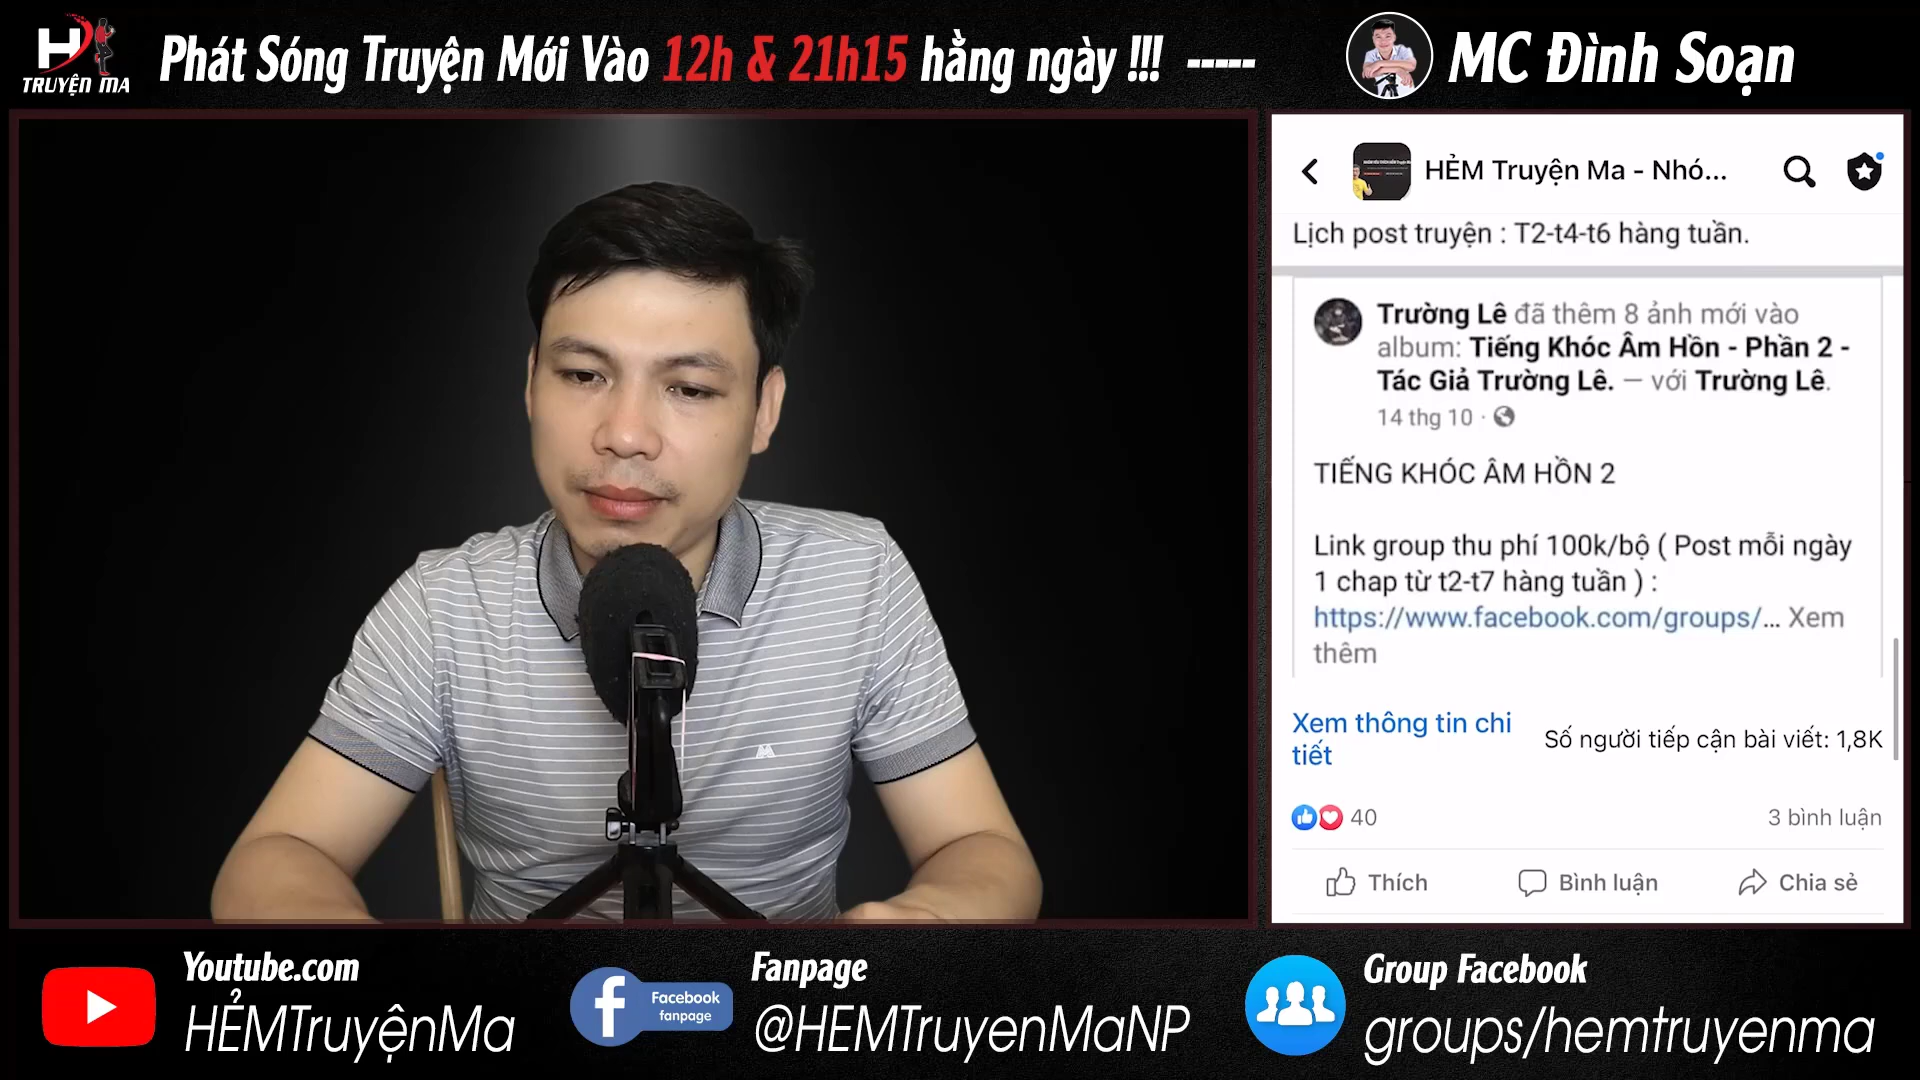 H
TRUYỆN MA
Phát Sóng Truyện Mới Vào 12h & 21h15 hằng ngày !!! -----
MC Đình Soạn
HẺM Truyện Ma - Nhó...
Lịch post truyện : T2-t4-t6 hàng tuần.
Trường Lê đã thêm 8 ảnh mới vào
album: Tiếng Khóc Âm Hồn - Phần 2 -
Tác Giả Trường Lê. — với Trường Lê.
14 thg 10 ·
TIẾNG KHÓC ÂM HỒN 2
Link group thu phí 100k/bộ ( Post mỗi ngày
1 chap từ t2-t7 hàng tuần ) :
https://www.facebook.com/groups/... Xem
thêm
Xem thông tin chi
tiết
Số người tiếp cận bài viết: 1,8K
40
3 bình luận
Thích
Bình luận
Chia sẻ
Youtube.com
HẺMTruyệnMa
Facebook
fanpage
Fanpage
@HEMTruyenMaNP
Group Facebook
groups/hemtruyenma